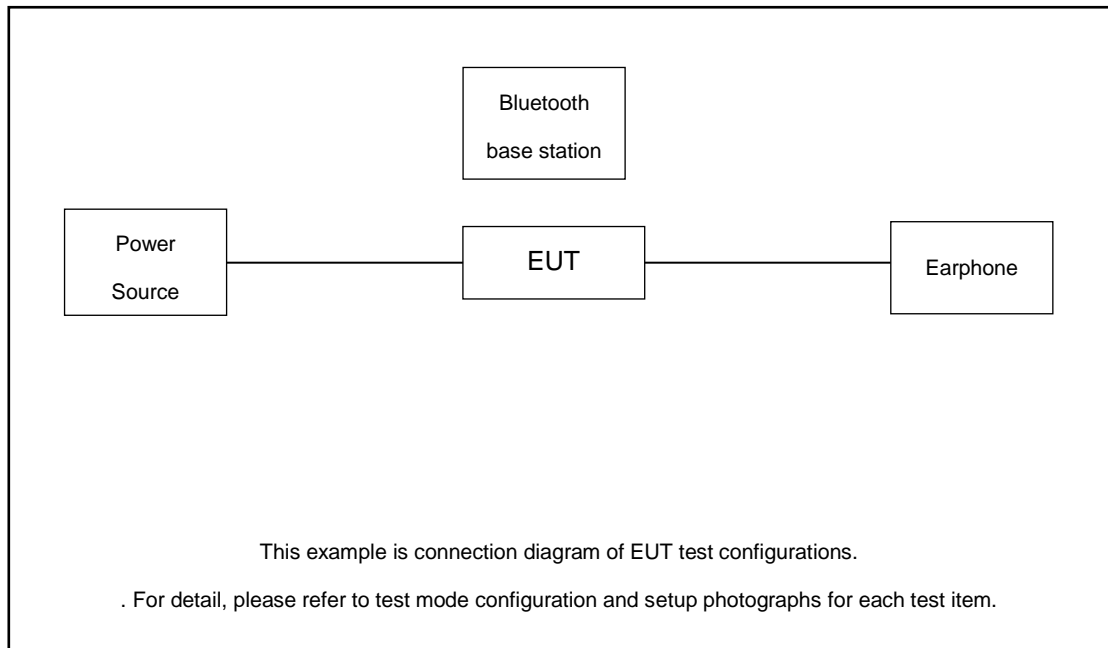 Bluetooth
base station
Power
Source
EUT
Earphone
This example is connection diagram of EUT test configurations.
. For detail, please refer to test mode configuration and setup photographs for each test item.